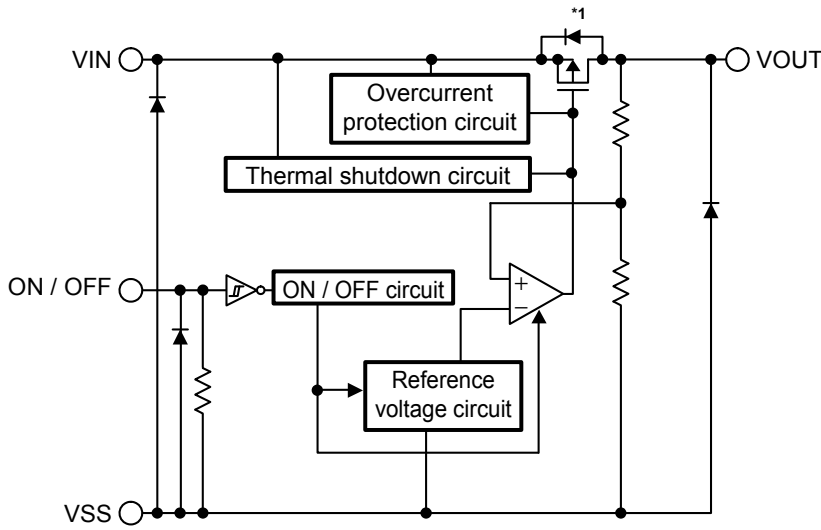 *1
VIN
VOUT
Overcurrent
protection circuit
Thermal shutdown circuit
ON / OFF
ON / OFF circuit
+
−
Reference
voltage circuit
VSS